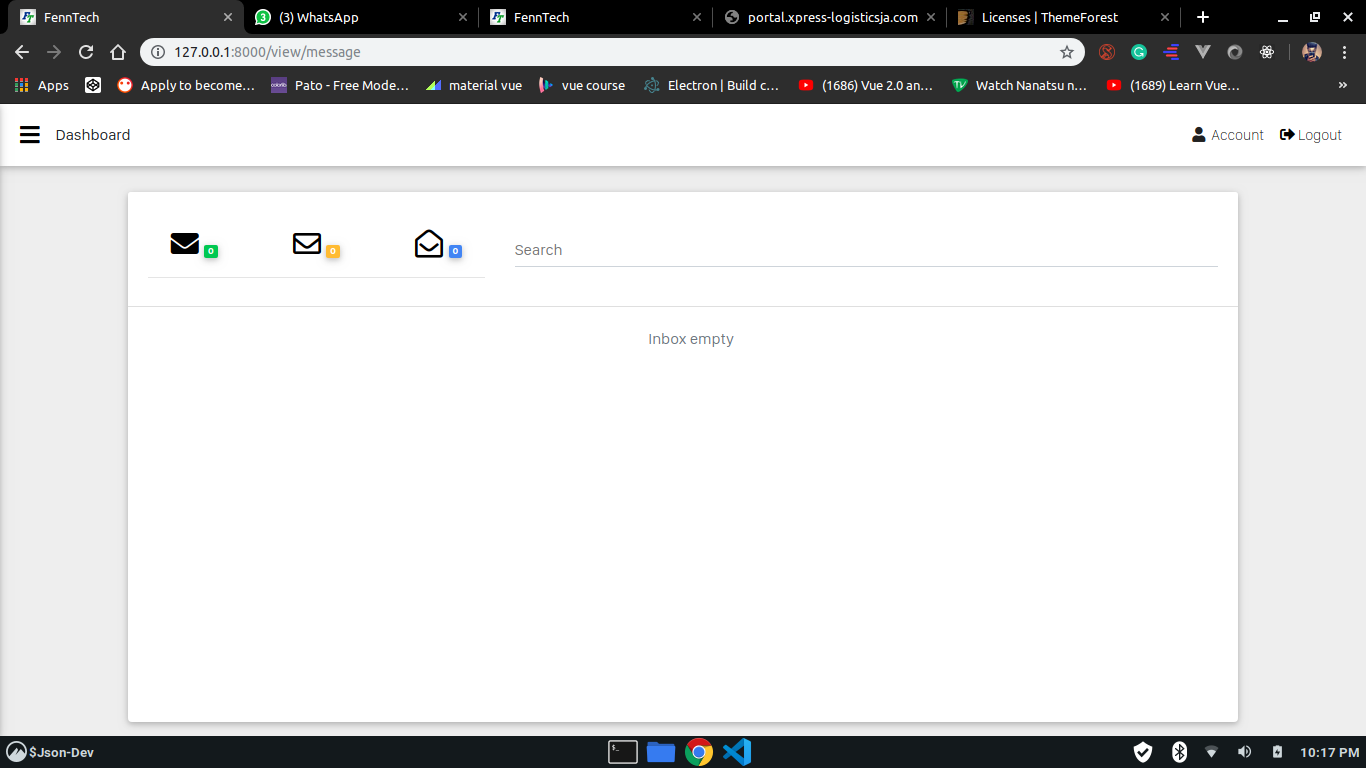 FennTech
(3) WhatsApp
FennTech
portal.xpress-logisticsja.com
Licenses | ThemeForest
127.0.0.1:8000/view/message
Apps
Apply to become…
Pato - Free Mode…
material vue
vue course
Electron | Build c…
(1686) Vue 2.0 an…
Watch Nanatsu n…
(1689) Learn Vue…
»
Dashboard
Account
Logout
0
0
0
Search
Inbox empty
$Json-Dev
10:17 PM